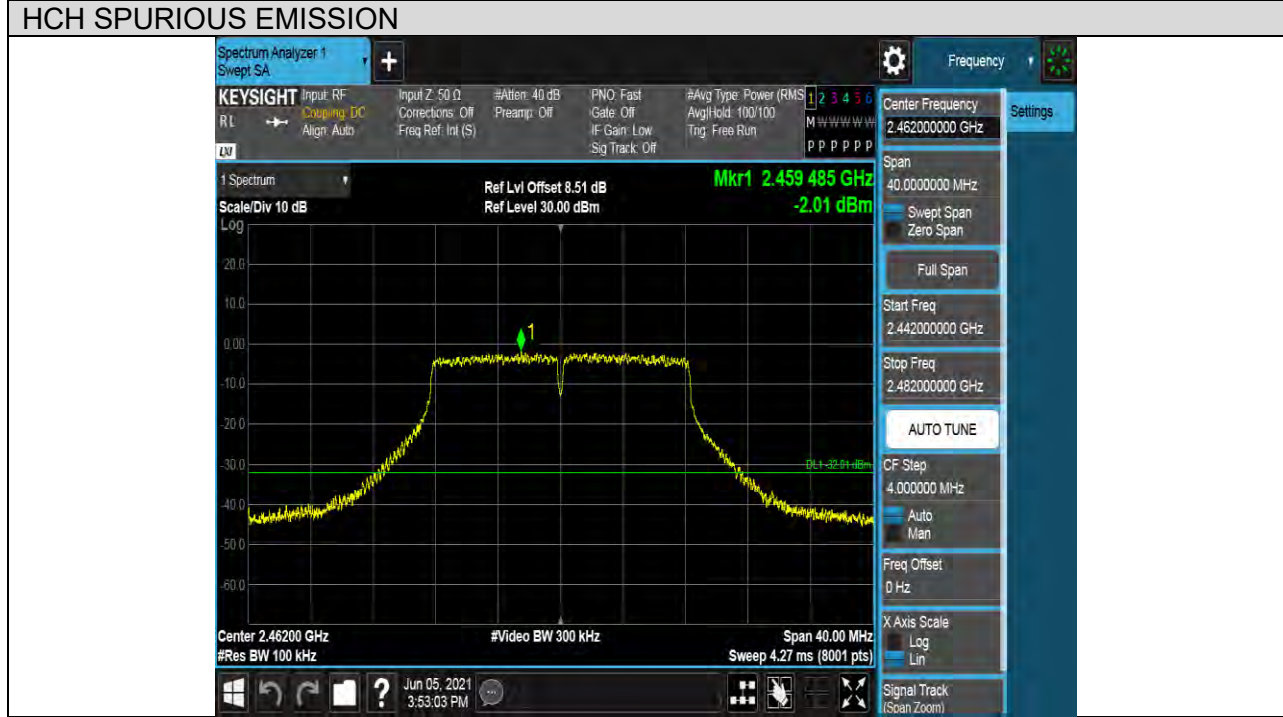 HCH SPURIOUS EMISSION
Spectrum Analyzer 1
Swept SA
Frequency
Settings
KEYSIGHT
RL
LXI
Input: RF
Coupling: DC
Align: Auto
Input Z: 50 Ω
Corrections: Off
Freq Ref: Int (S)
#Atten: 40 dB
Preamp: Off
PNO: Fast
Gate: Off
IF Gain: Low
Sig Track: Off
#Avg Type: Power (RMS
Avg|Hold: 100/100
Trig: Free Run
1 2 3 4 5 6
M W W W W W
P P P P P P
1 Spectrum
Scale/Div 10 dB
Ref Lvl Offset 8.51 dB
Ref Level 30.00 dBm
Mkr1 2.459 485 GHz
-2.01 dBm
Log
20.0
10.0
0.00
-10.0
-20.0
-30.0
-40.0
-50.0
-60.0
1
DL1 -32.01 dBm
Center 2.46200 GHz
#Res BW 100 kHz
#Video BW 300 kHz
Span 40.00 MHz
Sweep 4.27 ms (8001 pts)
Center Frequency
2.462000000 GHz
Span
40.0000000 MHz
Swept Span
Zero Span
Full Span
Start Freq
2.442000000 GHz
Stop Freq
2.482000000 GHz
AUTO TUNE
CF Step
4.000000 MHz
Auto
Man
Freq Offset
0 Hz
X Axis Scale
Log
Lin
Signal Track
(Span Zoom)
?
Jun 05, 2021
3:53:03 PM